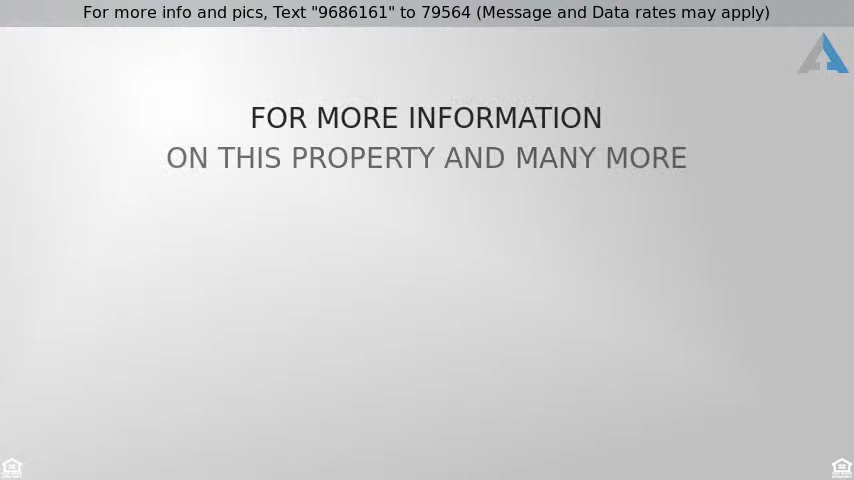 For more info and pics, Text "9686161" to 79564 (Message and Data rates may apply)
FOR MORE INFORMATION
ON THIS PROPERTY AND MANY MORE